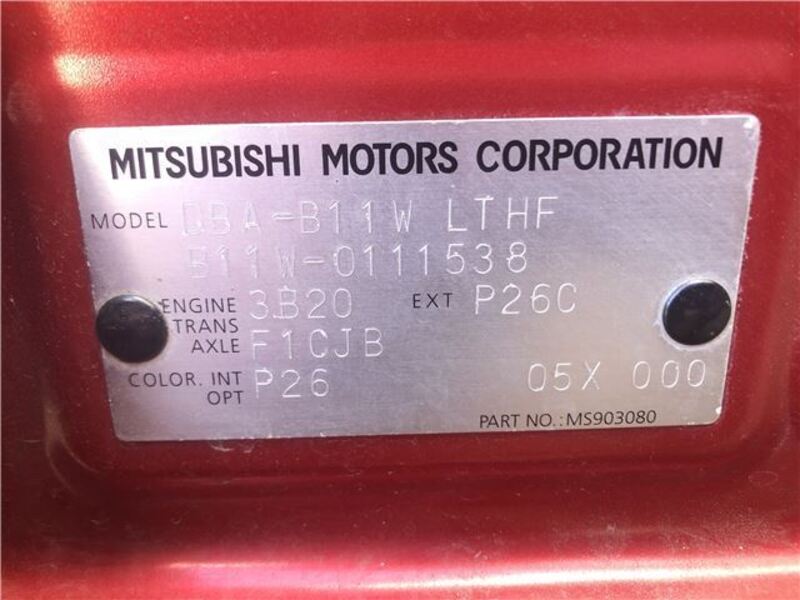 MITSUBISHI MOTORS CORPORATION
MODEL DBA-B11W LTHF
B11W-0111538
ENGINE 3B20 EXT P26C
TRANS
AXLE F1CJB
COLOR. INT
OPT P26 05X 000
PART NO.:MS903080